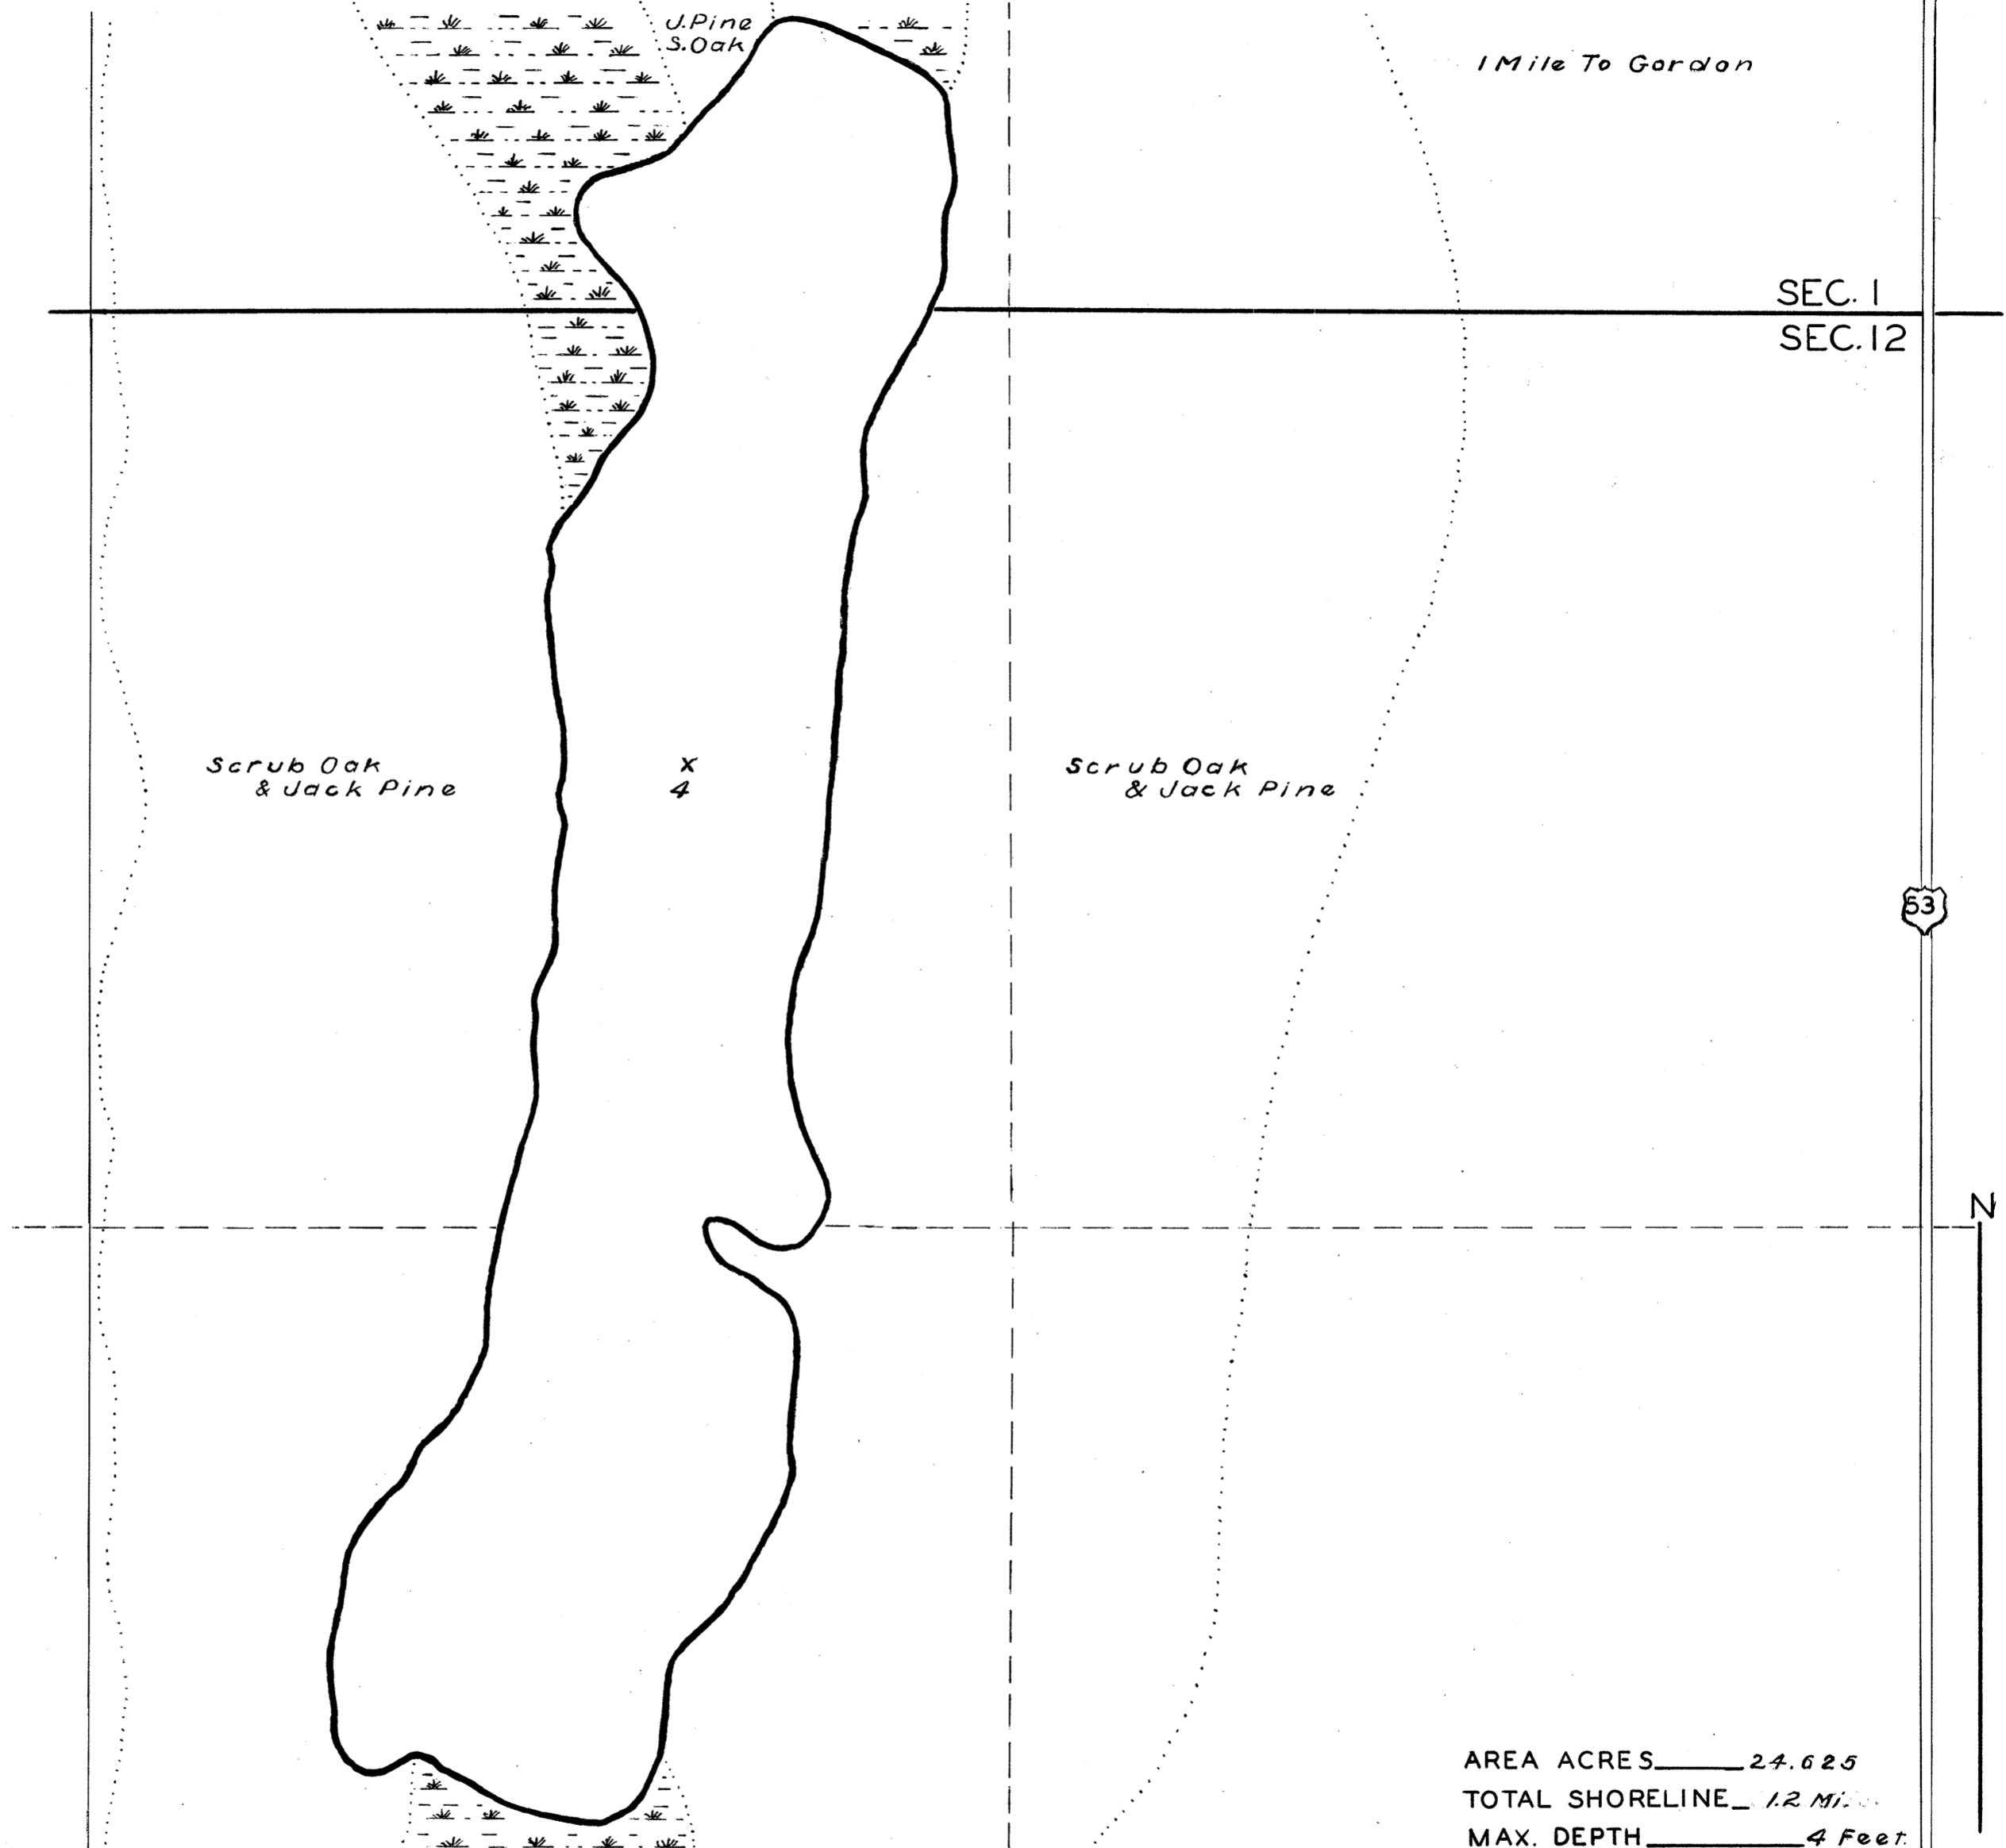 J.Pine
S.Oak
1 Mile To Gordon
SEC. 1
SEC. 12
Scrub Oak
& Jack Pine
x
4
Scrub Oak
& Jack Pine
53
N
AREA ACRES 24.625
TOTAL SHORELINE 1.2 Mi.
MAX. DEPTH 4 Feet